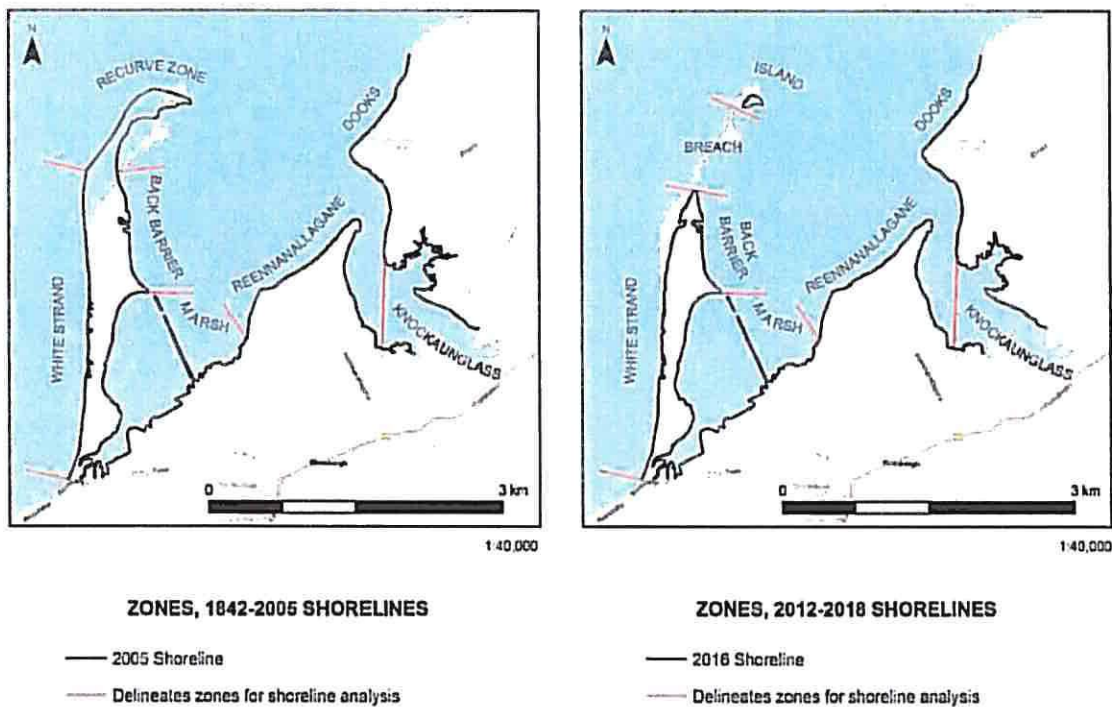 N
RECURVE ZONE
DOOKS
BACK BARRIER
WHITE STRAND
REENNANALLAGANE
MARSH
KNOCKAUNGLASS
0 3 km
1:40,000
ZONES, 1842-2005 SHORELINES
2005 Shoreline
Delineates zones for shoreline analysis
N
ISLAND
DOOKS
BREACH
BACK
BARRIER
WHITE STRAND
REENNANALLAGANE
MARSH
KNOCKAUNGLASS
0 3 km
1:40,000
ZONES, 2012-2018 SHORELINES
2016 Shoreline
Delineates zones for shoreline analysis